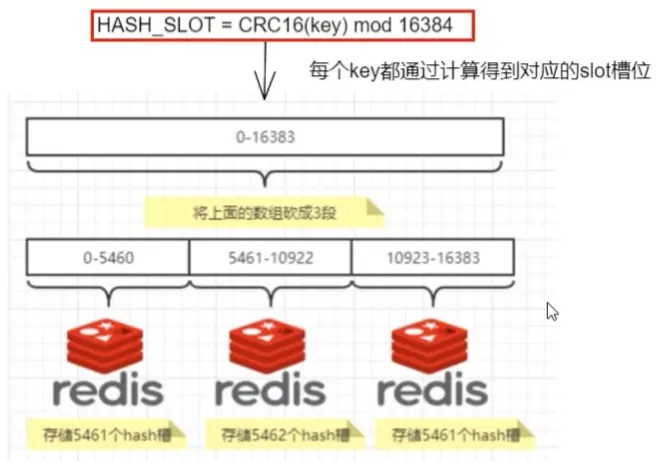 HASH_SLOT = CRC16(key) mod 16384
每个key都通过计算得到对应的slot槽位
0-16383
将上面的数组砍成3段
0-5460 5461-10922 10923-16383
redis redis redis
存储5461个hash槽 存储5462个hash槽 存储5461个hash槽